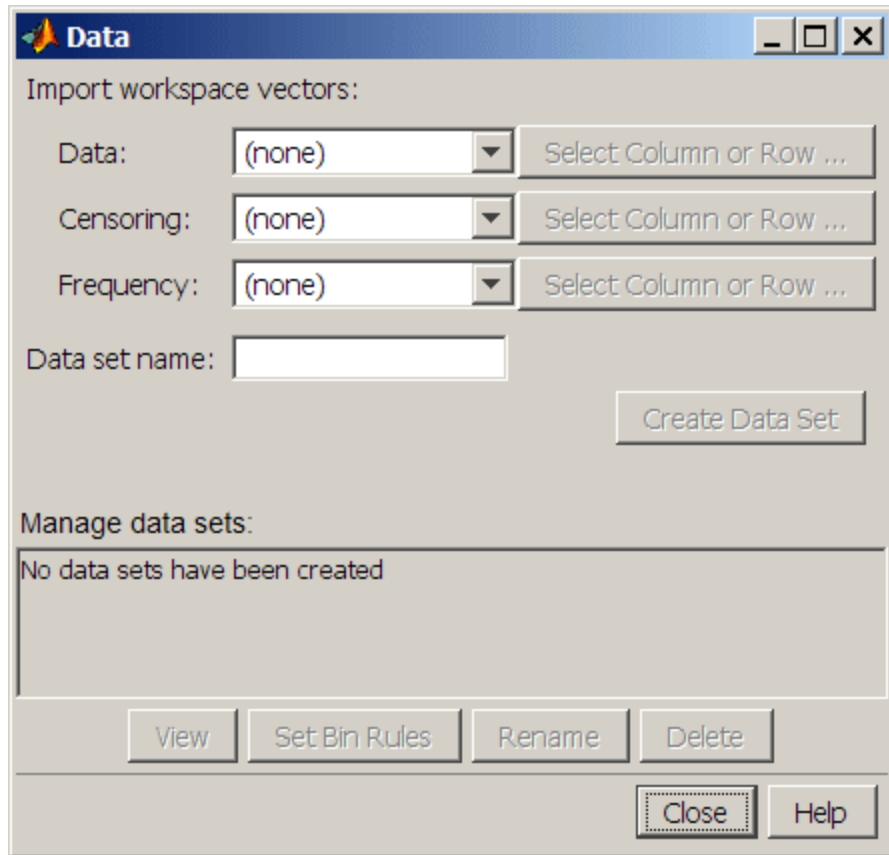 Data
Import workspace vectors:
Data: (none) Select Column or Row ...
Censoring: (none) Select Column or Row ...
Frequency: (none) Select Column or Row ...
Data set name:
Create Data Set
Manage data sets:
No data sets have been created
View Set Bin Rules Rename Delete
Close Help